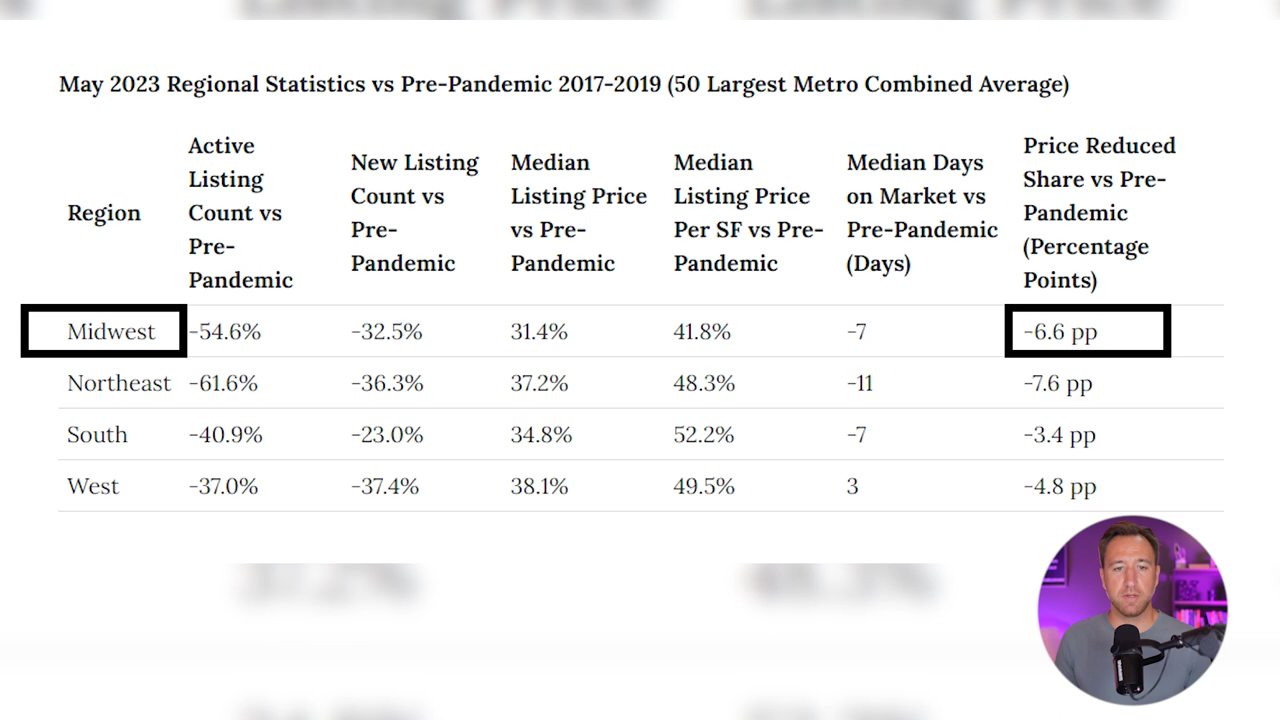 May 2023 Regional Statistics vs Pre-Pandemic 2017-2019 (50 Largest Metro Combined Average)
Region
Active
Listing
Count vs
Pre-
Pandemic
New Listing
Count vs
Pre-
Pandemic
Median
Listing Price
vs Pre-
Pandemic
Median
Listing Price
Per SF vs Pre-
Pandemic
Median Days
on Market vs
Pre-Pandemic
(Days)
Price Reduced
Share vs Pre-
Pandemic
(Percentage
Points)
Midwest -54.6% -32.5% 31.4% 41.8% -7 -6.6 pp
Northeast -61.6% -36.3% 37.2% 48.3% -11 -7.6 pp
South -40.9% -23.0% 34.8% 52.2% -7 -3.4 pp
West -37.0% -37.4% 38.1% 49.5% 3 -4.8 pp